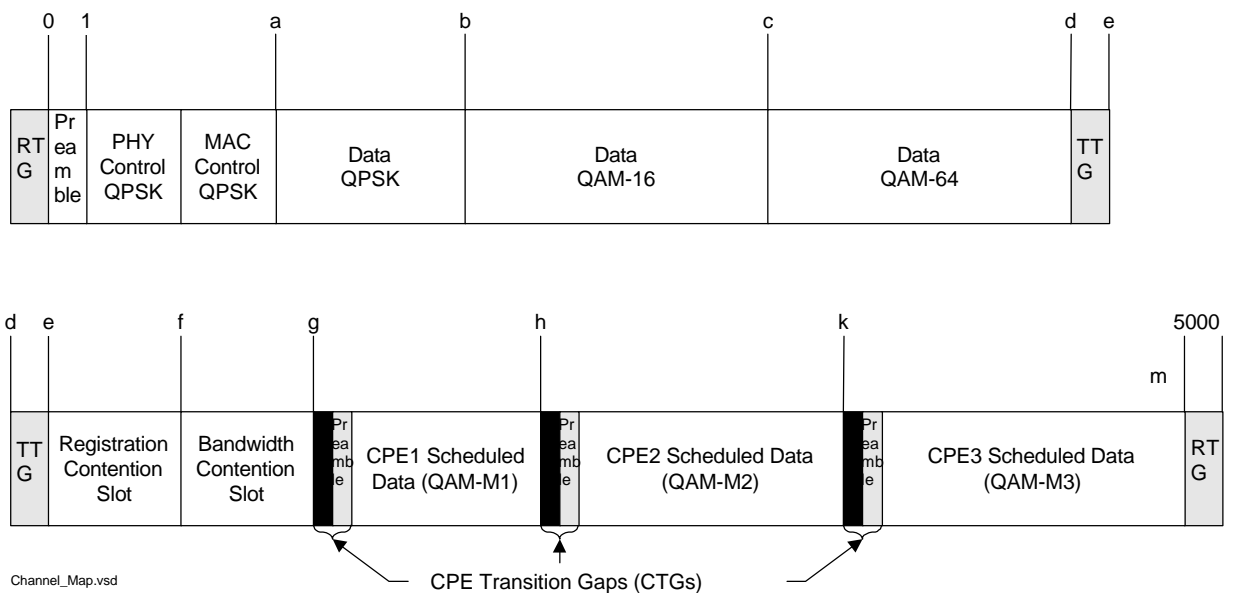 0 1 a b c d e
RT
G
Pr
ea
m
ble
PHY
Control
QPSK
MAC
Control
QPSK
Data
QPSK
Data
QAM-16
Data
QAM-64
TT
G
d e f g h k 5000
m
TT
G
Registration
Contention
Slot
Bandwidth
Contention
Slot
Pr
ea
mb
le
CPE1 Scheduled
Data (QAM-M1)
Pr
ea
mb
le
CPE2 Scheduled Data
(QAM-M2)
Pr
ea
mb
le
CPE3 Scheduled Data
(QAM-M3)
RT
G
Channel_Map.vsd
CPE Transition Gaps (CTGs)